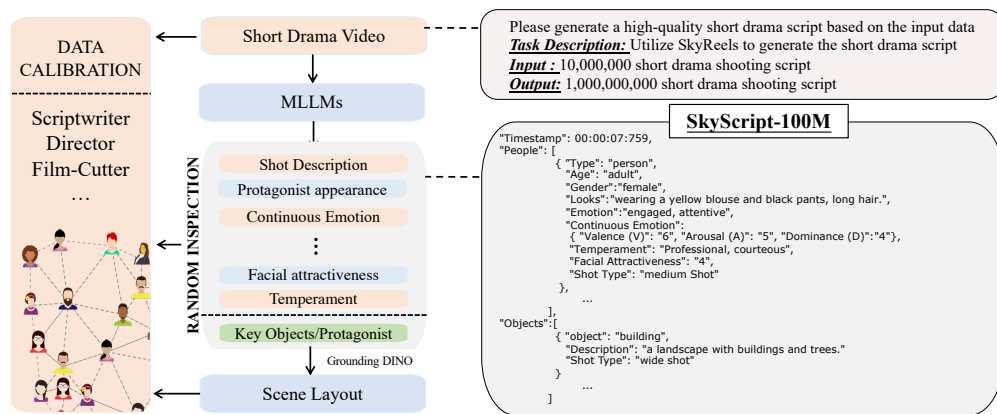 DATA
CALIBRATION
Scriptwriter
Director
Film-Cutter
…
Short Drama Video
MLLMs
RANDOM INSPECTION
Shot Description
Protagonist appearance
Continuous Emotion
⋮
Facial attractiveness
Temperament
Key Objects/Protagonist
Grounding DINO
Scene Layout
Please generate a high-quality short drama script based on the input data
Task Description: Utilize SkyReels to generate the short drama script
Input : 10,000,000 short drama shooting script
Output: 1,000,000,000 short drama shooting script
SkyScript-100M
"Timestamp": 00:00:07:759,
"People": [
{ "Type": "person",
"Age": "adult",
"Gender":"female",
"Looks":"wearing a yellow blouse and black pants, long hair.",
"Emotion":"engaged, attentive",
"Continuous Emotion":
{ "Valence (V)": "6", "Arousal (A)": "5", "Dominance (D)":"4"},
"Temperament": "Professional, courteous",
"Facial Attractiveness": "4",
"Shot Type": "medium Shot"
},
...
],
"Objects":[
{ "object": "building",
"Description": "a landscape with buildings and trees."
"Shot Type": "wide shot"
}
...
]